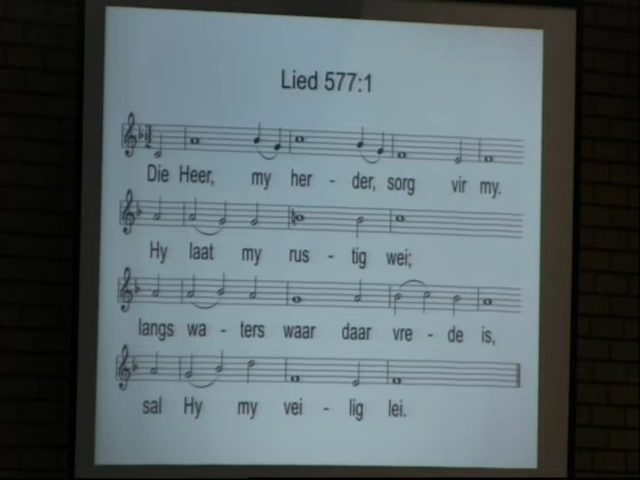 Lied 577:1
Die Heer, my her - der, sorg vir my.
Hy laat my rus - tig wei;
langs wa - ters waar daar vre - de is,
sal Hy my vei - lig lei.